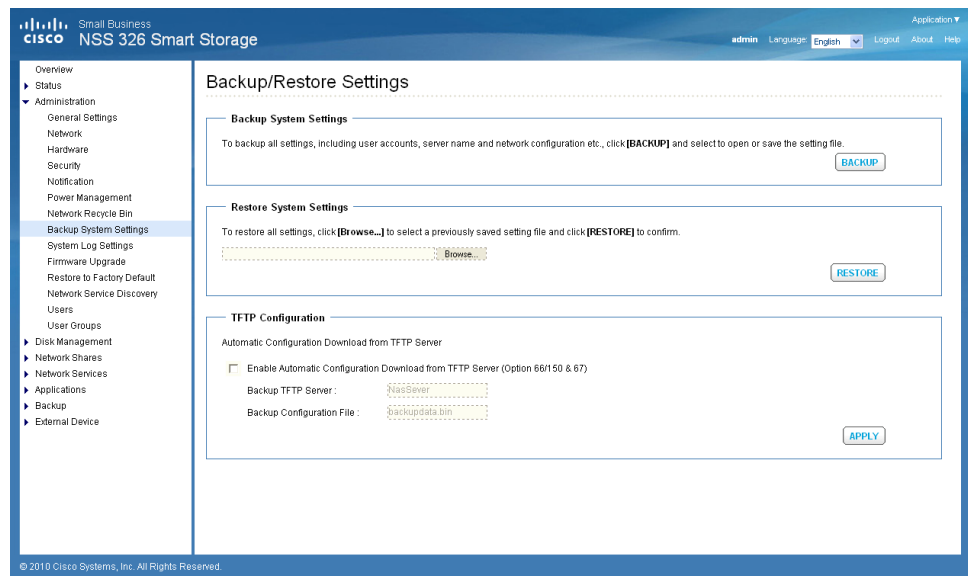 Small Business
Application ▼
CISCO NSS 326 Smart Storage
admin Language: English Logout About Help
Overview
Status
Administration
General Settings
Network
Hardware
Security
Notification
Power Management
Network Recycle Bin
Backup System Settings
System Log Settings
Firmware Upgrade
Restore to Factory Default
Network Service Discovery
Users
User Groups
Disk Management
Network Shares
Network Services
Applications
Backup
External Device
Backup/Restore Settings
Backup System Settings
To backup all settings, including user accounts, server name and network configuration etc., click [BACKUP] and select to open or save the setting file.
BACKUP
Restore System Settings
To restore all settings, click [Browse...] to select a previously saved setting file and click [RESTORE] to confirm.
Browse...
RESTORE
TFTP Configuration
Automatic Configuration Download from TFTP Server
Enable Automatic Configuration Download from TFTP Server (Option 66/150 & 67)
Backup TFTP Server : NasSever
Backup Configuration File : backupdata.bin
APPLY
© 2010 Cisco Systems, Inc. All Rights Reserved.